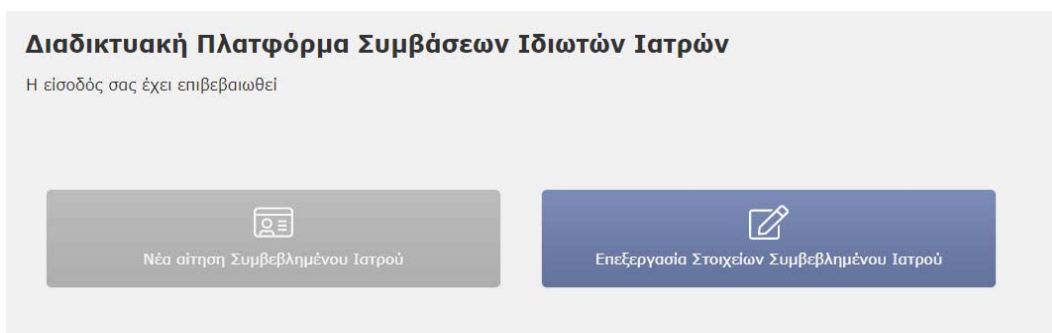 Διαδικτυακή Πλατφόρμα Συμβάσεων Ιδιωτών Ιατρών
Η είσοδός σας έχει επιβεβαιωθεί
Νέα αίτηση Συμβεβλημένου Ιατρού
Επεξεργασία Στοιχείων Συμβεβλημένου Ιατρού